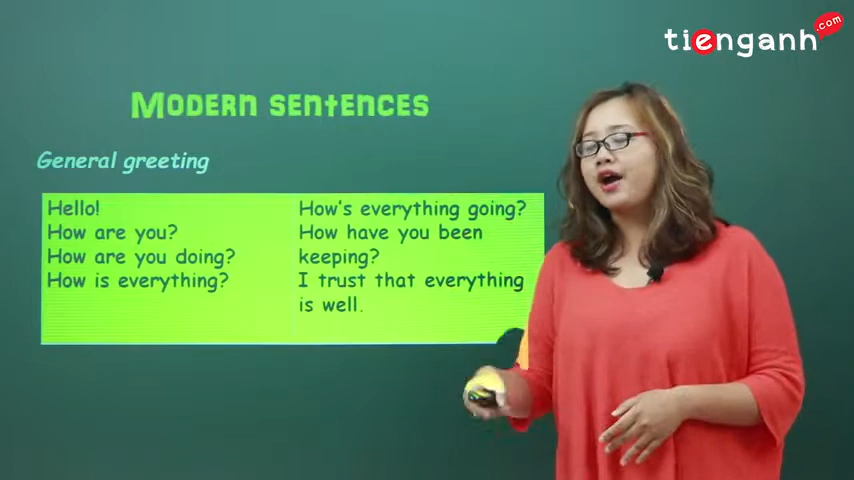 tienganh.com
MODERN SENTENCES
General greeting
Hello!
How are you?
How are you doing?
How is everything?
How's everything going?
How have you been
keeping?
I trust that everything
is well.